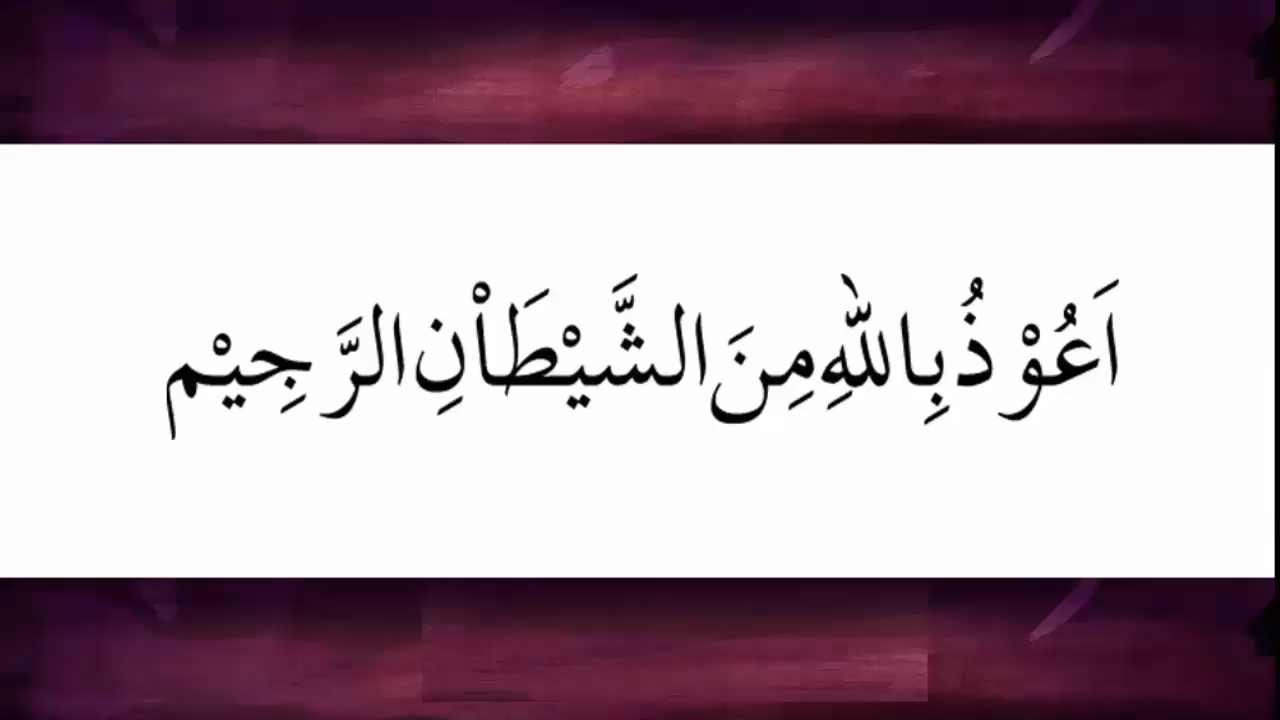 اَعُوْذُ بِاللّٰهِ مِنَ الشَّيْطَاْنِ الرَّجِيْم